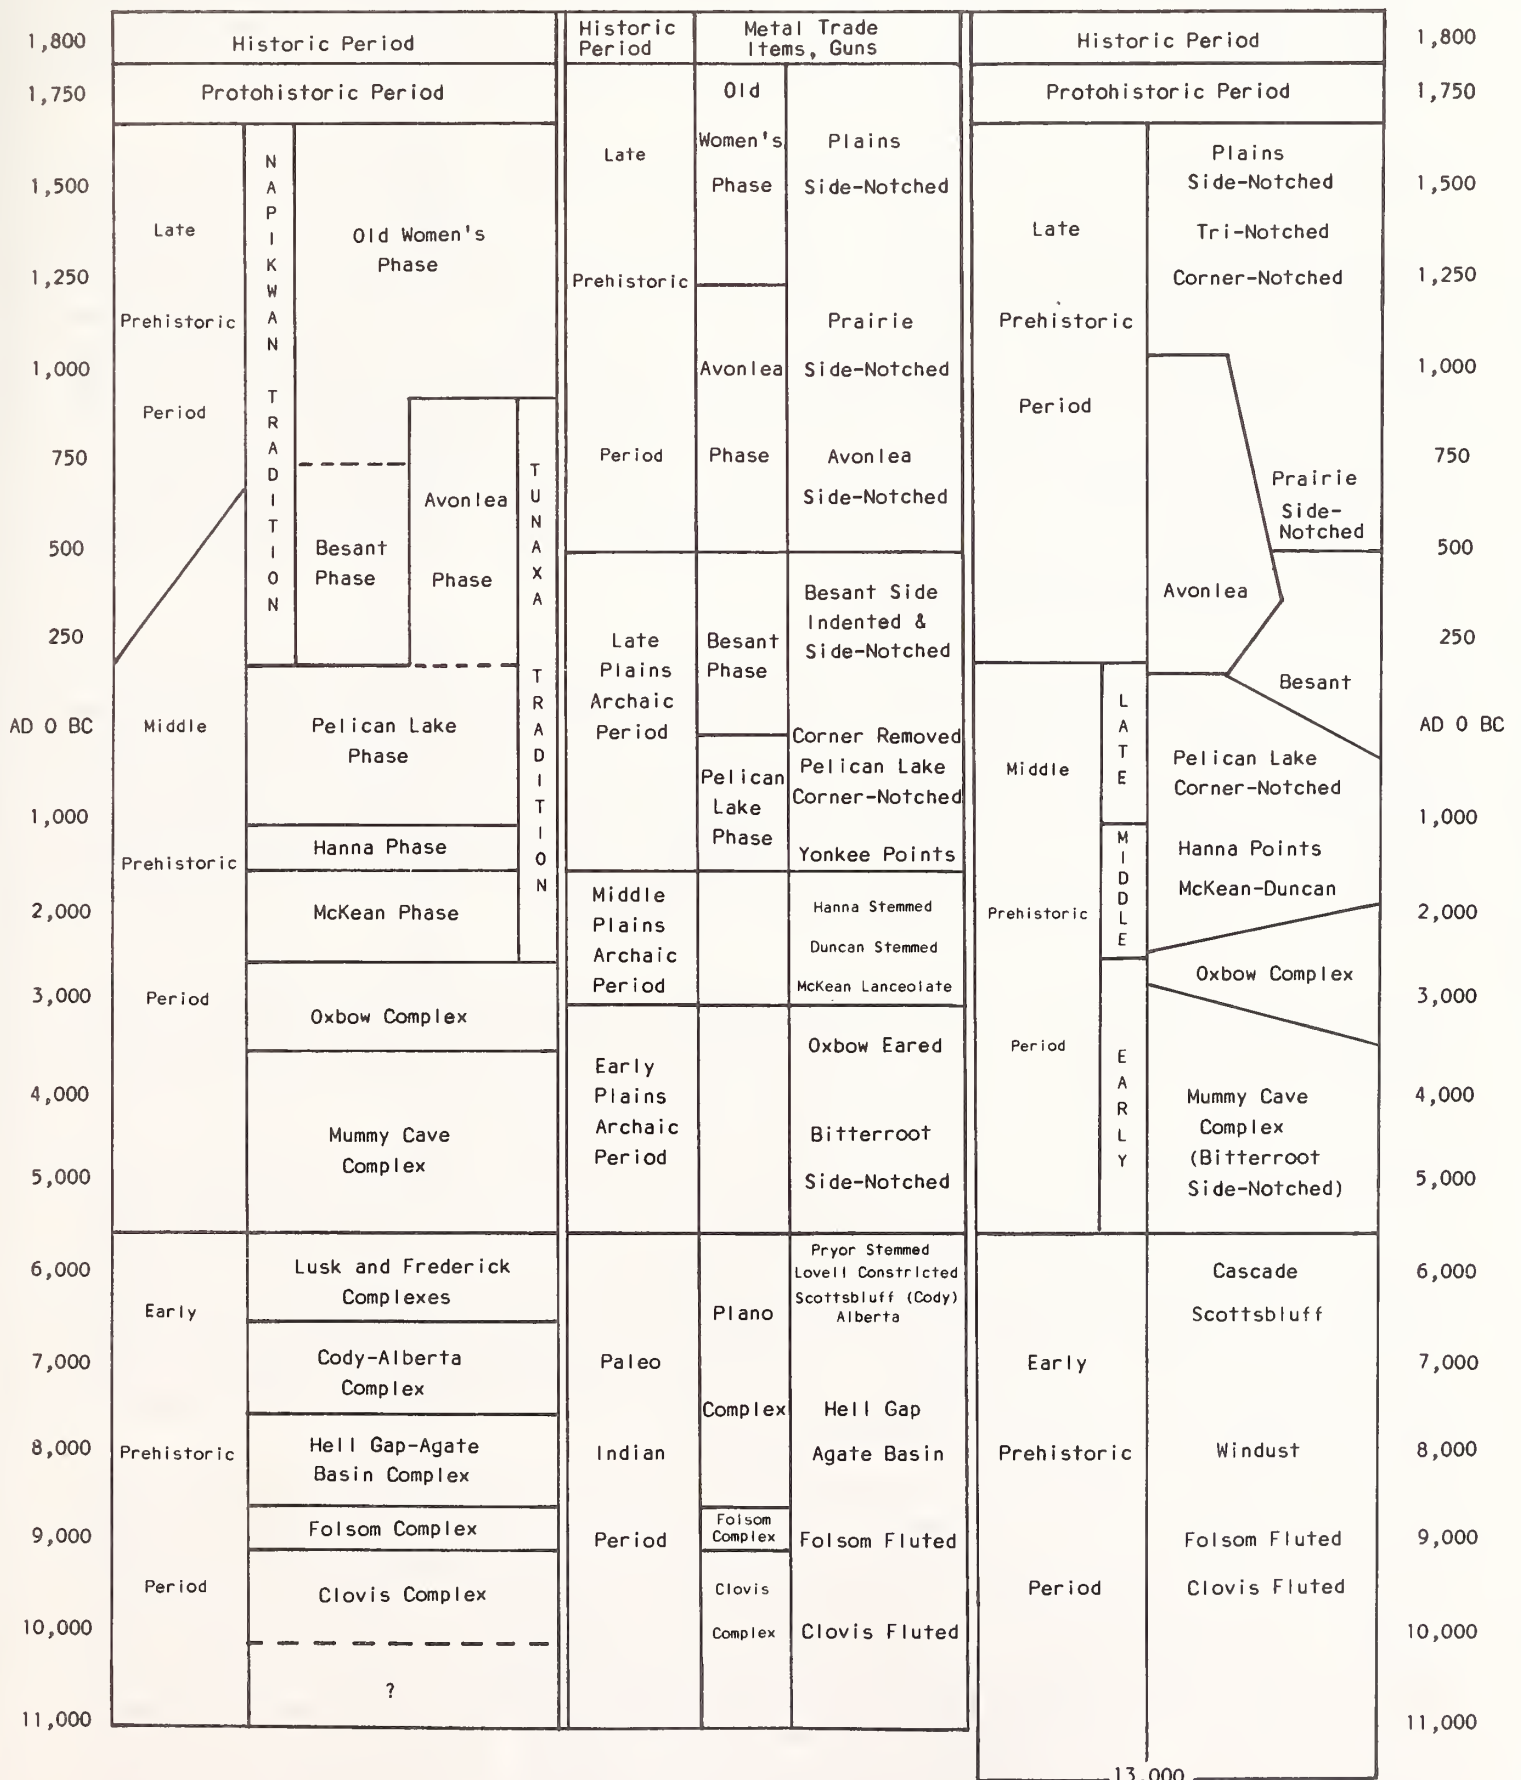 1,800
1,750
1,500
1,250
1,000
750
500
250
AD O BC
1,000
2,000
3,000
4,000
5,000
6,000
7,000
8,000
9,000
10,000
11,000
Historic Period
Protohistoric Period
Late
Prehistoric
Period
Middle
Prehistoric
Period
Early
Prehistoric
Period
NAPIKWAN TRADITION
Old Women's
Phase
Besant
Phase
Avonlea
Phase
TUNAXA TRADITION
Pelican Lake
Phase
Hanna Phase
McKean Phase
Oxbow Complex
Mummy Cave
Complex
Lusk and Frederick
Complexes
Cody-Alberta
Complex
Hell Gap-Agate
Basin Complex
Folsom Complex
Clovis Complex
?
Historic
Period
Late
Prehistoric
Period
Late
Plains
Archaic
Period
Middle
Plains
Archaic
Period
Early
Plains
Archaic
Period
Paleo
Indian
Period
Metal Trade
Items, Guns
Old
Women's
Phase
Avonlea
Phase
Besant
Phase
Pelican
Lake
Phase
Plano
Complex
Folsom
Complex
Clovis
Complex
Plains
Side-Notched
Prairie
Side-Notched
Avonlea
Side-Notched
Besant Side
Indented &
Side-Notched
Corner Removed
Pelican Lake
Corner-Notched
Yonkee Points
Hanna Stemmed
Duncan Stemmed
McKean Lanceolate
Oxbow Eared
Bitterroot
Side-Notched
Pryor Stemmed
Lovell Constricted
Scottsbluff (Cody)
Alberta
Hell Gap
Agate Basin
Folsom Fluted
Clovis Fluted
Historic Period
Protohistoric Period
Late
Prehistoric
Period
Middle
Prehistoric
Period
Early
Prehistoric
Period
LATE
MIDDLE
EARLY
Plains
Side-Notched
Tri-Notched
Corner-Notched
Prairie
Side-
Notched
Avonlea
Besant
Pelican Lake
Corner-Notched
Hanna Points
McKean-Duncan
Oxbow Complex
Mummy Cave
Complex
(Bitterroot
Side-Notched)
Cascade
Scottsbluff
Windust
Folsom Fluted
Clovis Fluted
13,000
1,800
1,750
1,500
1,250
1,000
750
500
250
AD O BC
1,000
2,000
3,000
4,000
5,000
6,000
7,000
8,000
9,000
10,000
11,000